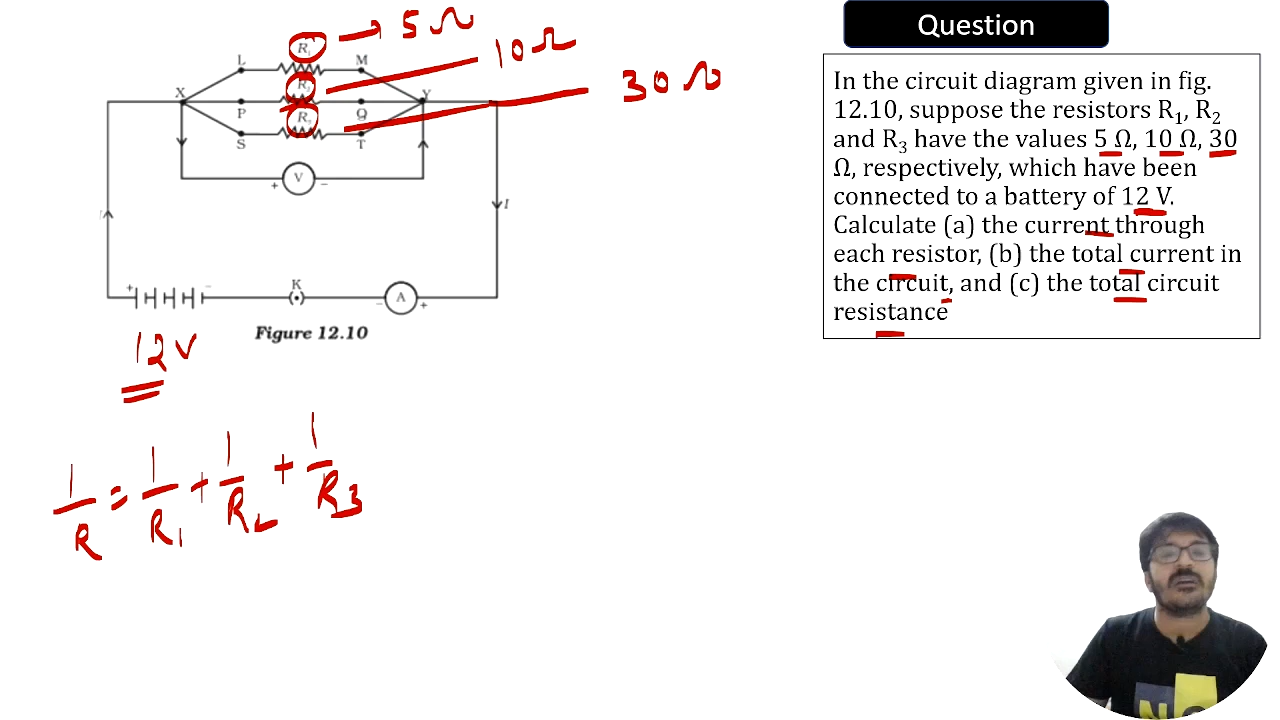 Question
In the circuit diagram given in fig.
12.10, suppose the resistors R₁, R₂
and R₃ have the values 5 Ω, 10 Ω, 30
Ω, respectively, which have been
connected to a battery of 12 V.
Calculate (a) the current through
each resistor, (b) the total current in
the circuit, and (c) the total circuit
resistance
R₁ → 5 Ω
10 Ω
30 Ω
L M
X P Q Y
S T
+ V −
I
+ − K − A +
Figure 12.10
12 V
1/R = 1/R₁ + 1/R₂ + 1/R₃